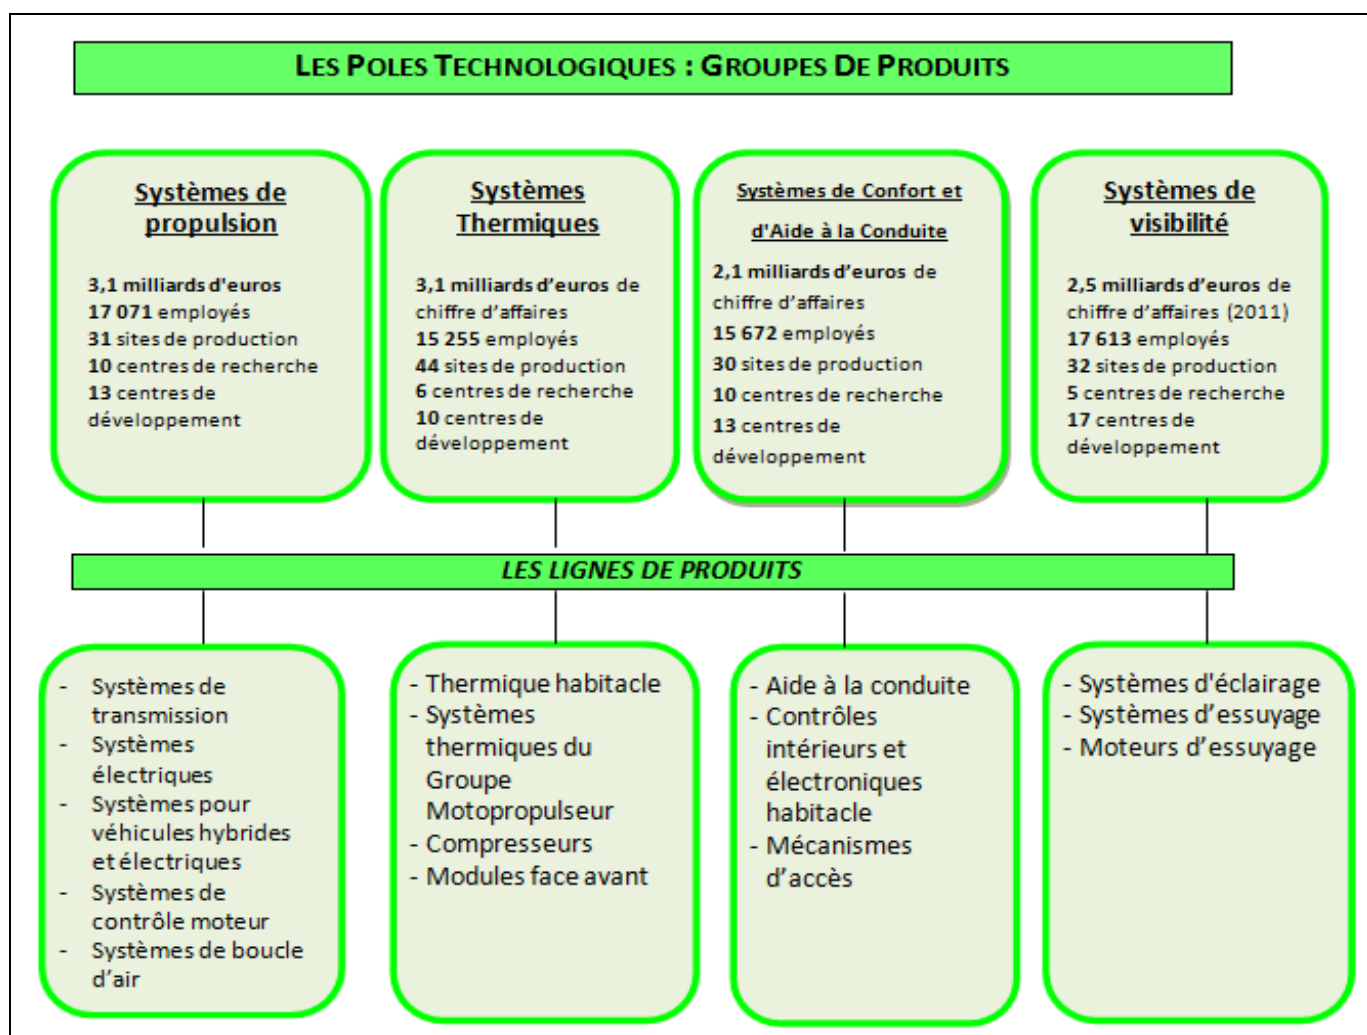 LES POLES TECHNOLOGIQUES : GROUPES DE PRODUITS
Systèmes de
propulsion
3,1 milliards d'euros
17 071 employés
31 sites de production
10 centres de recherche
13 centres de
développement
Systèmes
Thermiques
3,1 milliards d’euros de
chiffre d’affaires
15 255 employés
44 sites de production
6 centres de recherche
10 centres de
développement
Systèmes de Confort et
d'Aide à la Conduite
2,1 milliards d’euros de
chiffre d’affaires
15 672 employés
30 sites de production
10 centres de recherche
13 centres de
développement
Systèmes de
visibilité
2,5 milliards d’euros de
chiffre d’affaires (2011)
17 613 employés
32 sites de production
5 centres de recherche
17 centres de
développement
LES LIGNES DE PRODUITS
- Systèmes de
transmission
- Systèmes
électriques
- Systèmes pour
véhicules hybrides
et électriques
- Systèmes de
contrôle moteur
- Systèmes de boucle
d’air
- Thermique habitacle
- Systèmes
thermiques du
Groupe
Motopropulseur
- Compresseurs
- Modules face avant
- Aide à la conduite
- Contrôles
intérieurs et
électroniques
habitacle
- Mécanismes
d’accès
- Systèmes d'éclairage
- Systèmes d’essuyage
- Moteurs d’essuyage